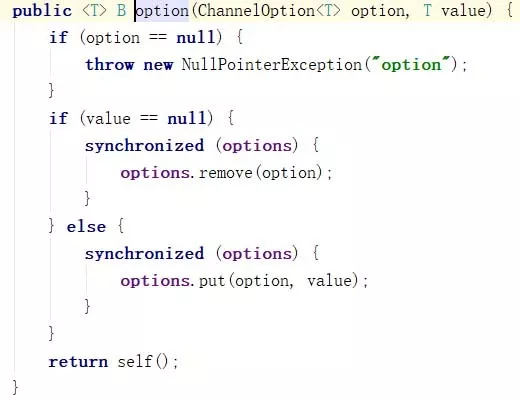 public <T> B option(ChannelOption<T> option, T value) {
    if (option == null) {
        throw new NullPointerException("option");
    }
    if (value == null) {
        synchronized (options) {
            options.remove(option);
        }
    } else {
        synchronized (options) {
            options.put(option, value);
        }
    }
    return self();
}